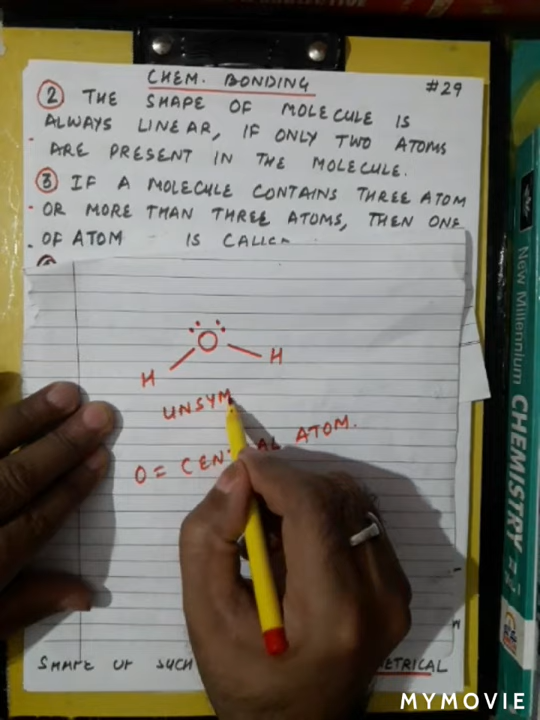 CHEM. BONDING #29
② THE SHAPE OF MOLECULE IS
ALWAYS LINEAR, IF ONLY TWO ATOMS
ARE PRESENT IN THE MOLECULE.
③ IF A MOLECULE CONTAINS THREE ATOM
OR MORE THAN THREE ATOMS, THEN ONE
OF ATOM IS
O
H H
UNSYM
O = CENTRAL ATOM.
SHAPE OF SUCH ETRICAL
New Millennium CHEMISTRY
MYMOVIE